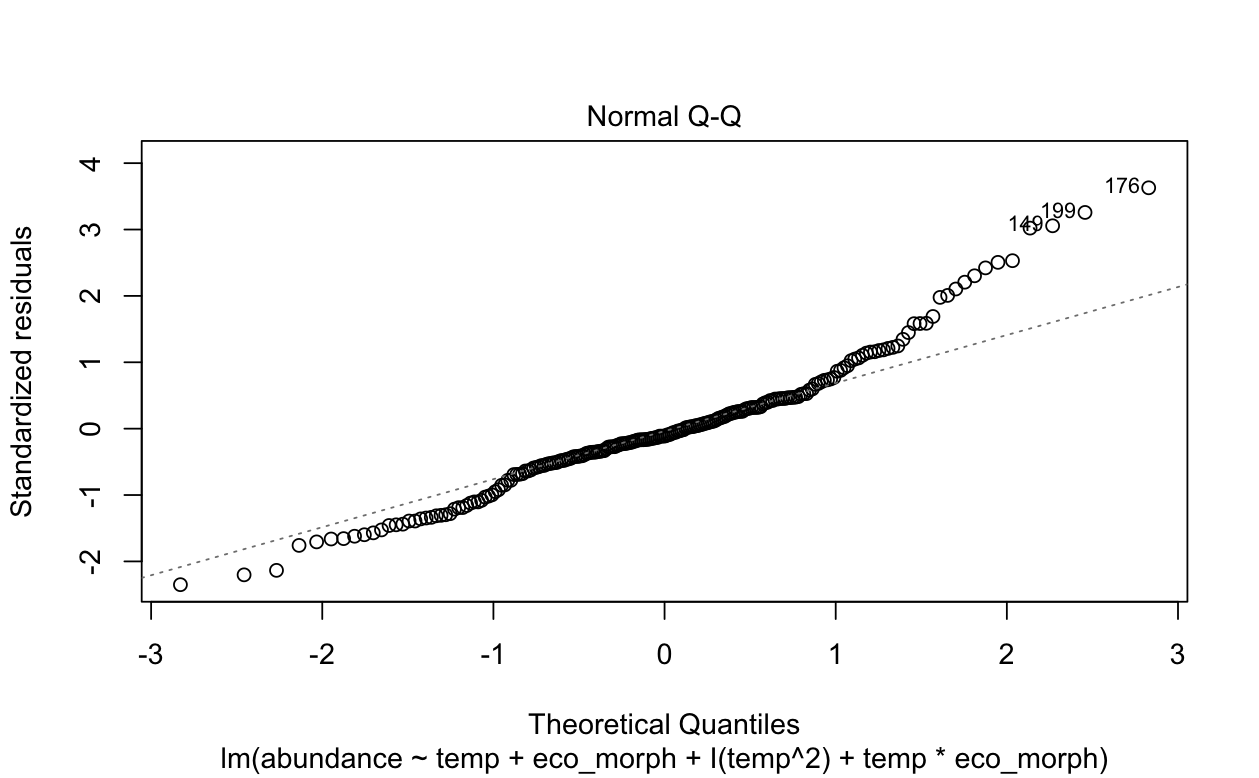 Normal Q-Q
Standardized residuals
4
3
2
1
0
-1
-2
176
199
149
-3 -2 -1 0 1 2 3
Theoretical Quantiles
lm(abundance ~ temp + eco_morph + I(temp^2) + temp * eco_morph)